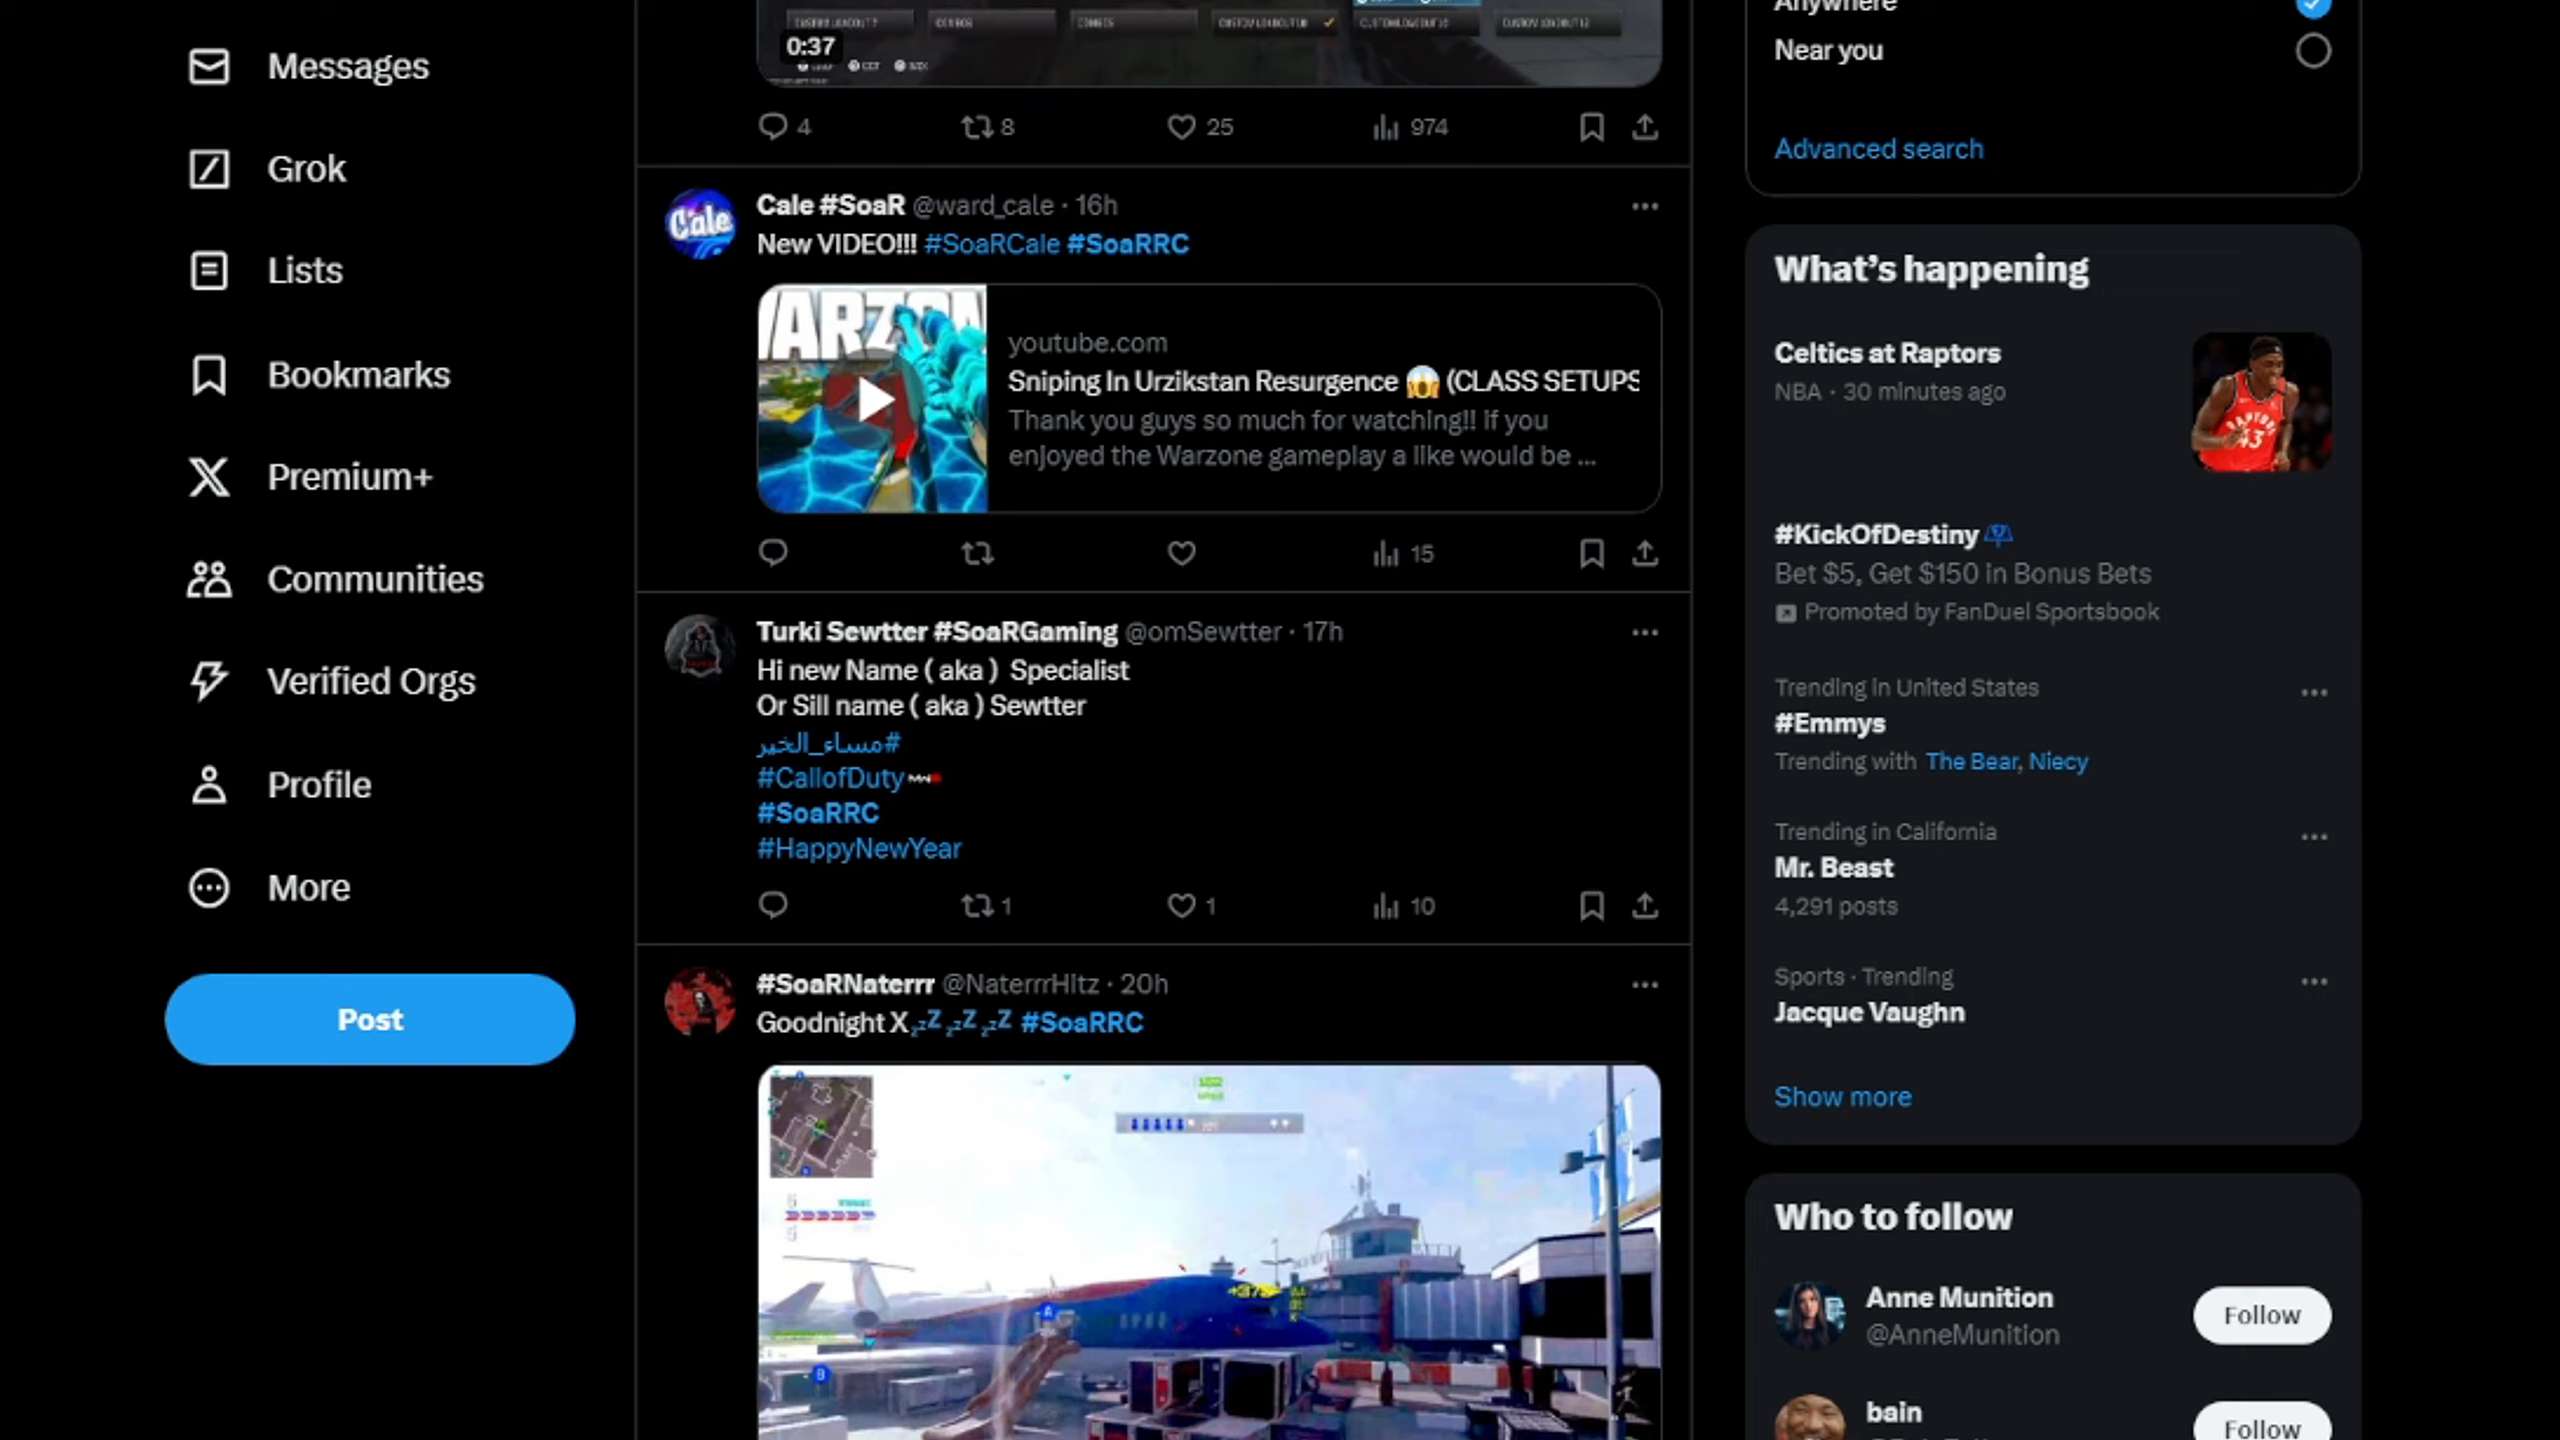 Messages
Grok
Lists
Bookmarks
Premium+
Communities
Verified Orgs
Profile
More
Post
0:37
4 8 25 974
Cale #SoaR @ward_cale · 16h
New VIDEO!!! #SoaRCale #SoaRRC
Cale
WARZON
youtube.com
Sniping In Urzikstan Resurgence 😱 (CLASS SETUPS
Thank you guys so much for watching!! If you
enjoyed the Warzone gameplay a like would be ...
15
Turki Sewtter #SoaRGaming @omSewtter · 17h
Hi new Name ( aka ) Specialist
Or Sill name ( aka ) Sewtter
#مساء_الخير
#CallofDuty
#SoaRRC
#HappyNewYear
1 1 10
#SoaRNaterrr @NaterrrHitz · 20h
Goodnight X💤💤💤 #SoaRRC
Anywhere
Near you
Advanced search
What's happening
Celtics at Raptors
NBA · 30 minutes ago
RAPTORS
43
#KickOfDestiny
Bet $5, Get $150 in Bonus Bets
Promoted by FanDuel Sportsbook
Trending in United States
#Emmys
Trending with The Bear, Niecy
Trending in California
Mr. Beast
4,291 posts
Sports · Trending
Jacque Vaughn
Show more
Who to follow
Anne Munition
@AnneMunition
Follow
bain
Follow